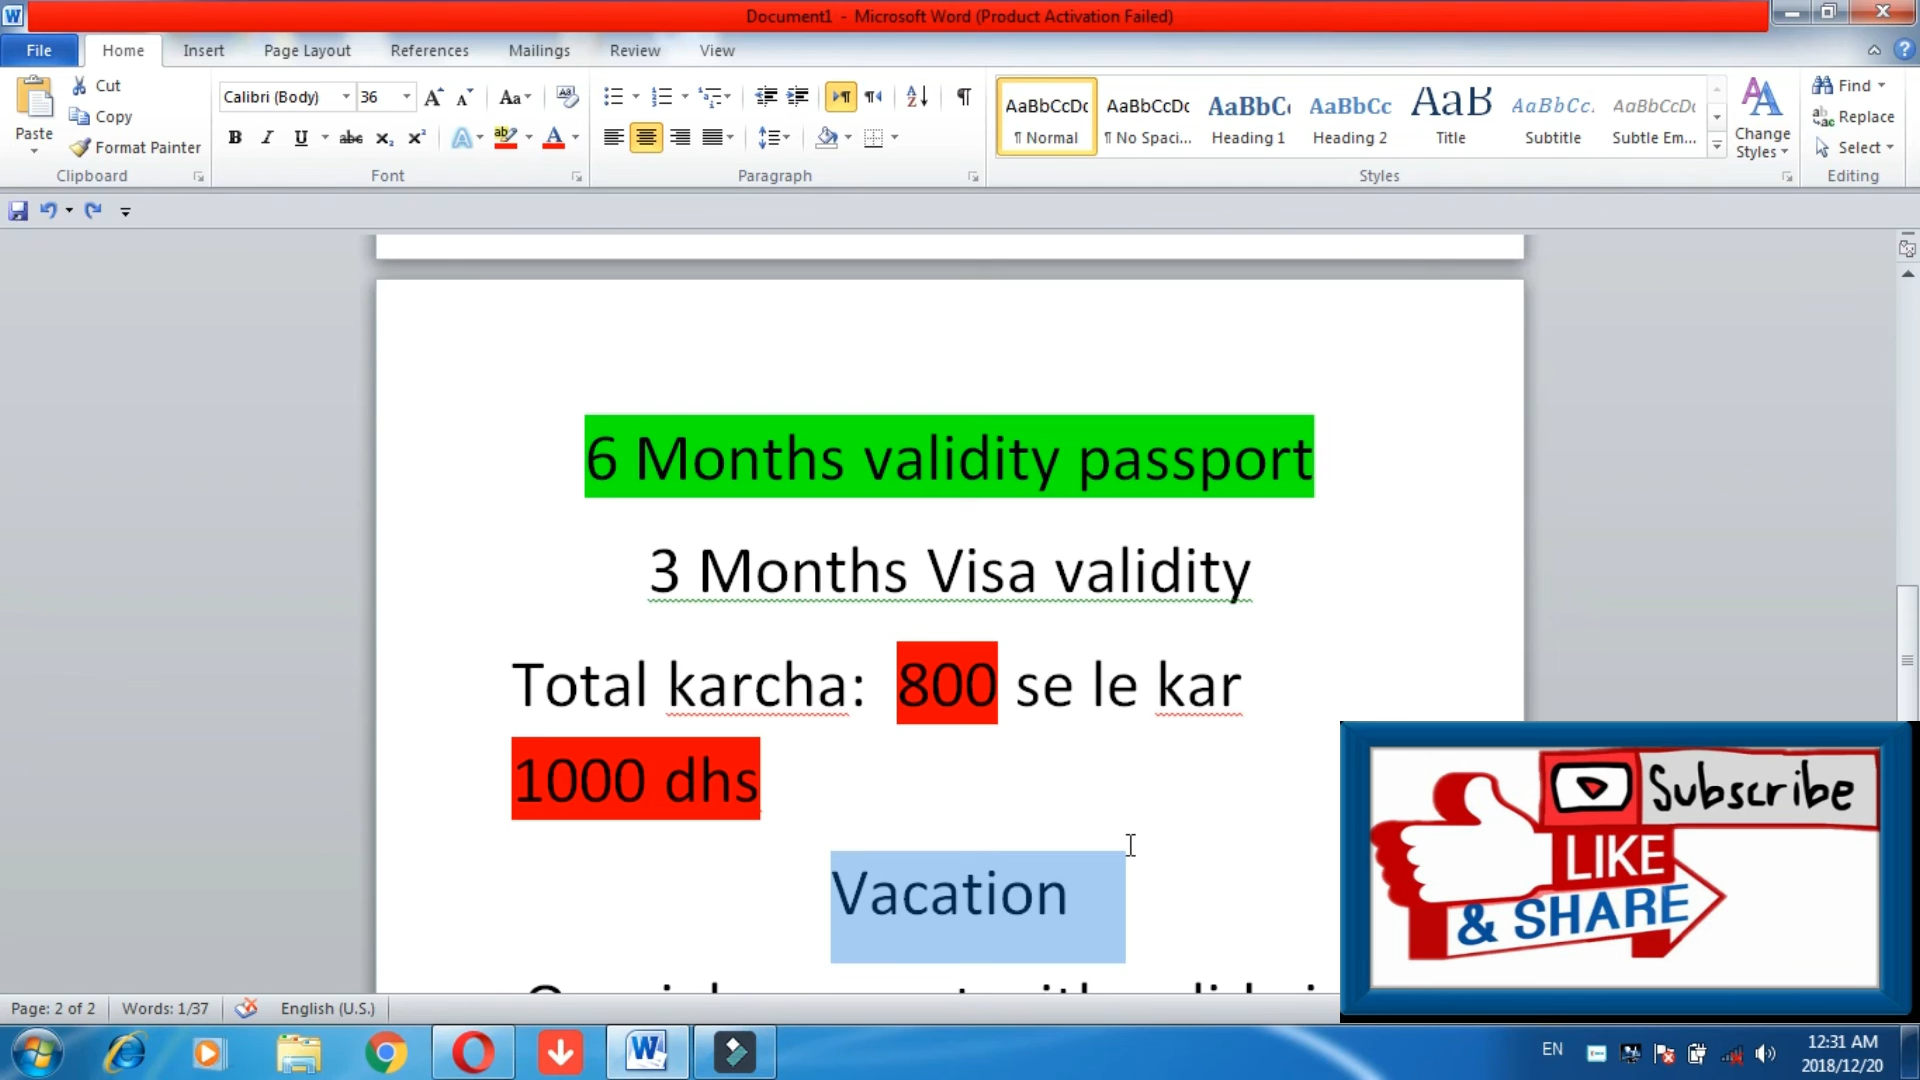 Document1 - Microsoft Word (Product Activation Failed)
File Home Insert Page Layout References Mailings Review View
Paste
Cut
Copy
Format Painter
Clipboard
Calibri (Body) 36
Font
Paragraph
AaBbCcDc AaBbCcDc AaBbC AaBbCc AaB AaBbCc. AaBbCcDc
¶ Normal ¶ No Spaci... Heading 1 Heading 2 Title Subtitle Subtle Em...
Styles
Change
Styles
Find
Replace
Select
Editing
6 Months validity passport
3 Months Visa validity
Total karcha: 800 se le kar
1000 dhs
Vacation
Subscribe
LIKE
& SHARE
Page: 2 of 2 Words: 1/37 English (U.S.)
EN
12:31 AM
2018/12/20